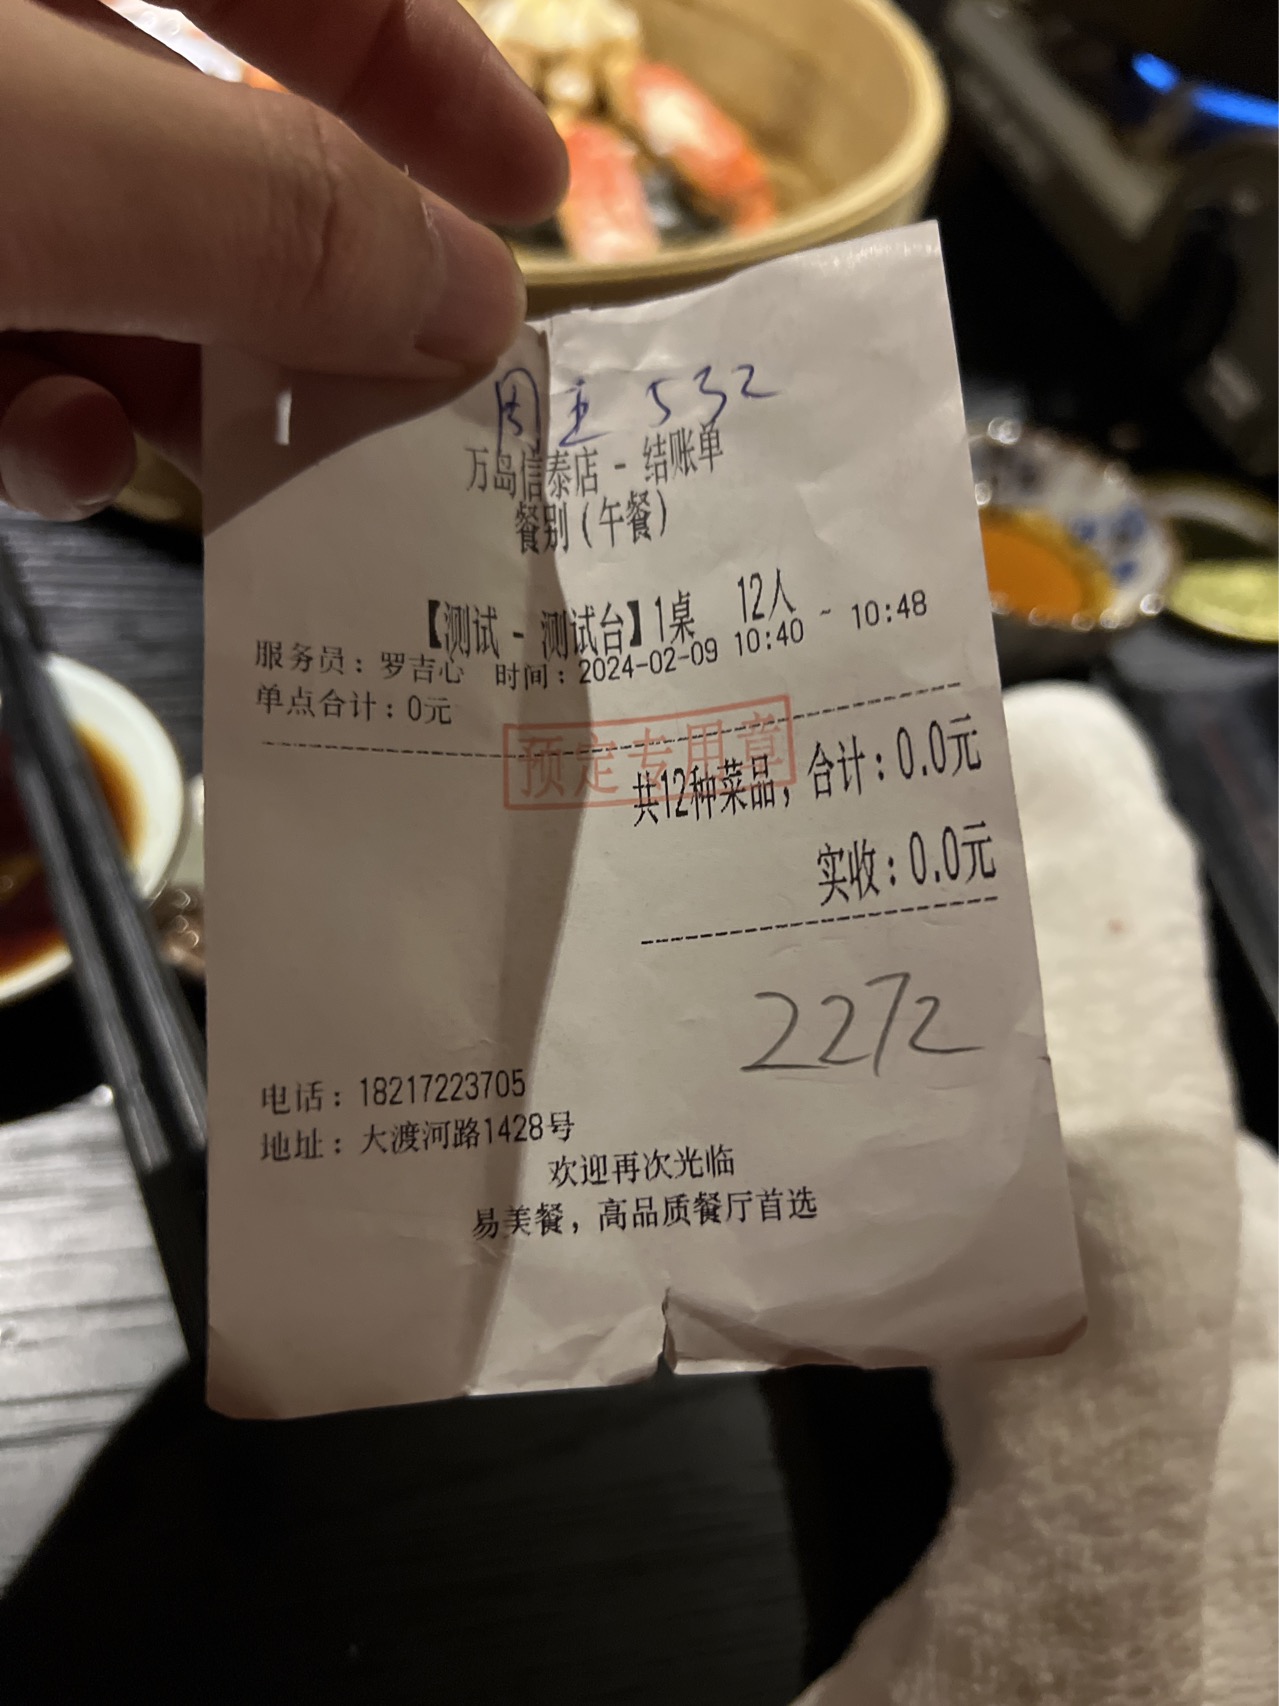 532
万岛信泰店 - 结账单
餐别(午餐)
【测试 - 测试台】1桌 12人
服务员:罗吉心 时间:2024-02-09 10:40 ~ 10:48
单点合计:0元
预定专用章
共12种菜品,合计:0.0元
实收:0.0元
2272
电话:18217223705
地址:大渡河路1428号
欢迎再次光临
易美餐,高品质餐厅首选